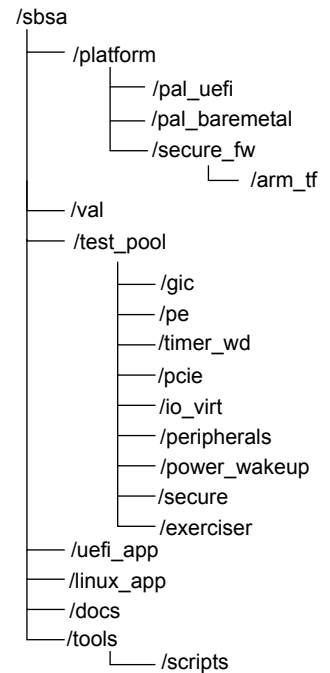 /sbsa
/platform
/pal_uefi
/pal_baremetal
/secure_fw
/arm_tf
/val
/test_pool
/gic
/pe
/timer_wd
/pcie
/io_virt
/peripherals
/power_wakeup
/secure
/exerciser
/uefi_app
/linux_app
/docs
/tools
/scripts